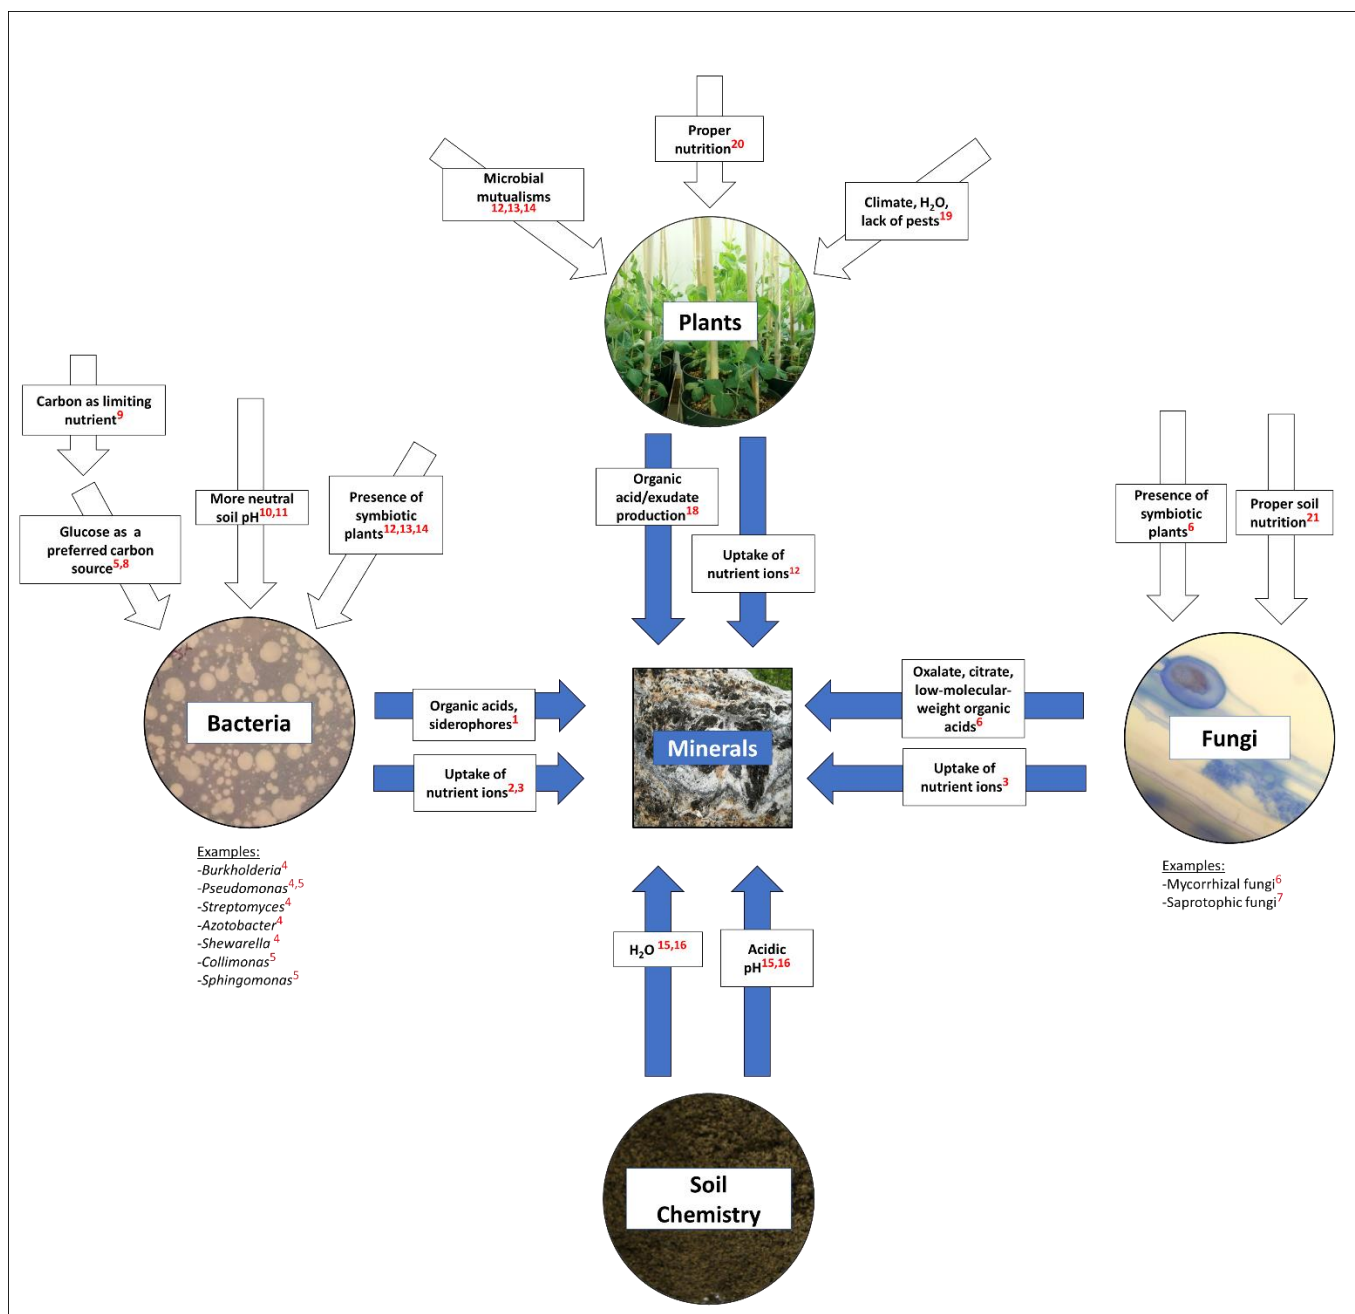 Proper
nutrition20
Microbial
mutualisms
12,13,14
Climate, H2O,
lack of pests19
Plants
Carbon as limiting
nutrient9
Glucose as a
preferred carbon
source5,8
More neutral
soil pH10,11
Presence of
symbiotic
plants12,13,14
Organic
acid/exudate
production18
Uptake of
nutrient ions12
Presence of
symbiotic
plants6
Proper soil
nutrition21
Bacteria
Organic acids,
siderophores1
Uptake of
nutrient ions2,3
Minerals
Oxalate, citrate,
low-molecular-
weight organic
acids6
Uptake of
nutrient ions3
Fungi
Examples:
-Burkholderia4
-Pseudomonas4,5
-Streptomyces4
-Azotobacter4
-Shewarella4
-Collimonas5
-Sphingomonas5
Examples:
-Mycorrhizal fungi6
-Saprotophic fungi7
H2O 15,16
Acidic
pH15,16
Soil
Chemistry